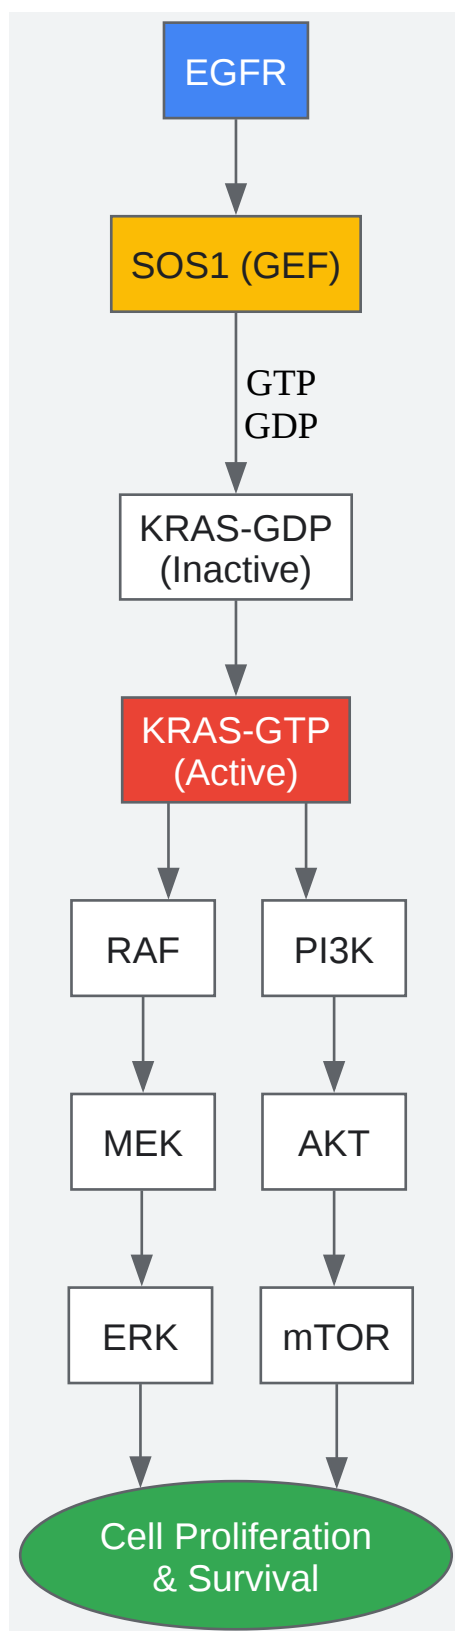 EGFR
SOS1 (GEF)
GTP
GDP
KRAS-GDP
(Inactive)
KRAS-GTP
(Active)
RAF
PI3K
MEK
AKT
ERK
mTOR
Cell Proliferation
& Survival